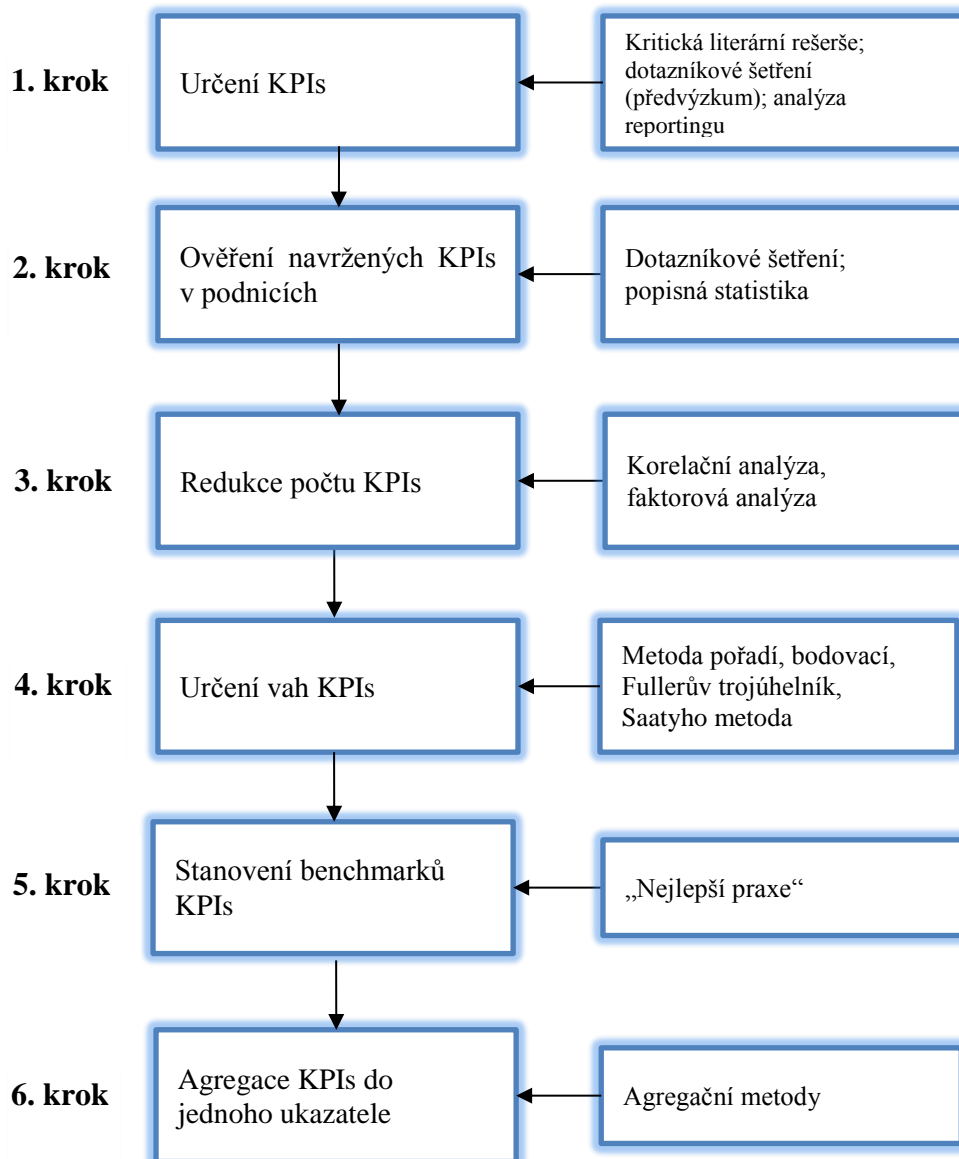 1. krok
Určení KPIs
Kritická literární rešerše;
dotazníkové šetření
(předvýzkum); analýza
reportingu
2. krok
Ověření navržených KPIs
v podnicích
Dotazníkové šetření;
popisná statistika
3. krok
Redukce počtu KPIs
Korelační analýza,
faktorová analýza
4. krok
Určení vah KPIs
Metoda pořadí, bodovací,
Fullerův trojúhelník,
Saatyho metoda
5. krok
Stanovení benchmarků
KPIs
„Nejlepší praxe“
6. krok
Agregace KPIs do
jednoho ukazatele
Agregační metody